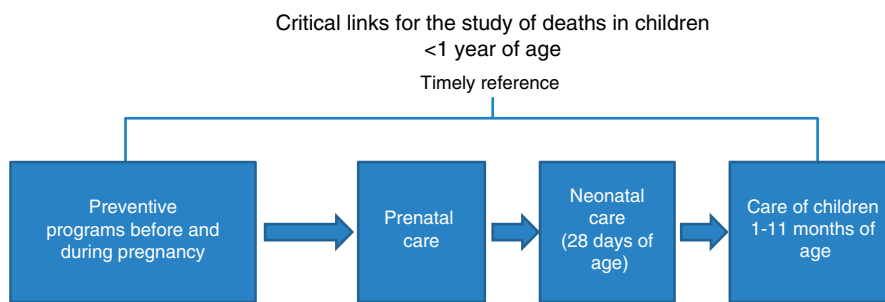 Critical links for the study of deaths in children
<1 year of age
Timely reference
Preventive
programs before and
during pregnancy
Prenatal
care
Neonatal
care
(28 days of
age)
Care of children
1-11 months of
age